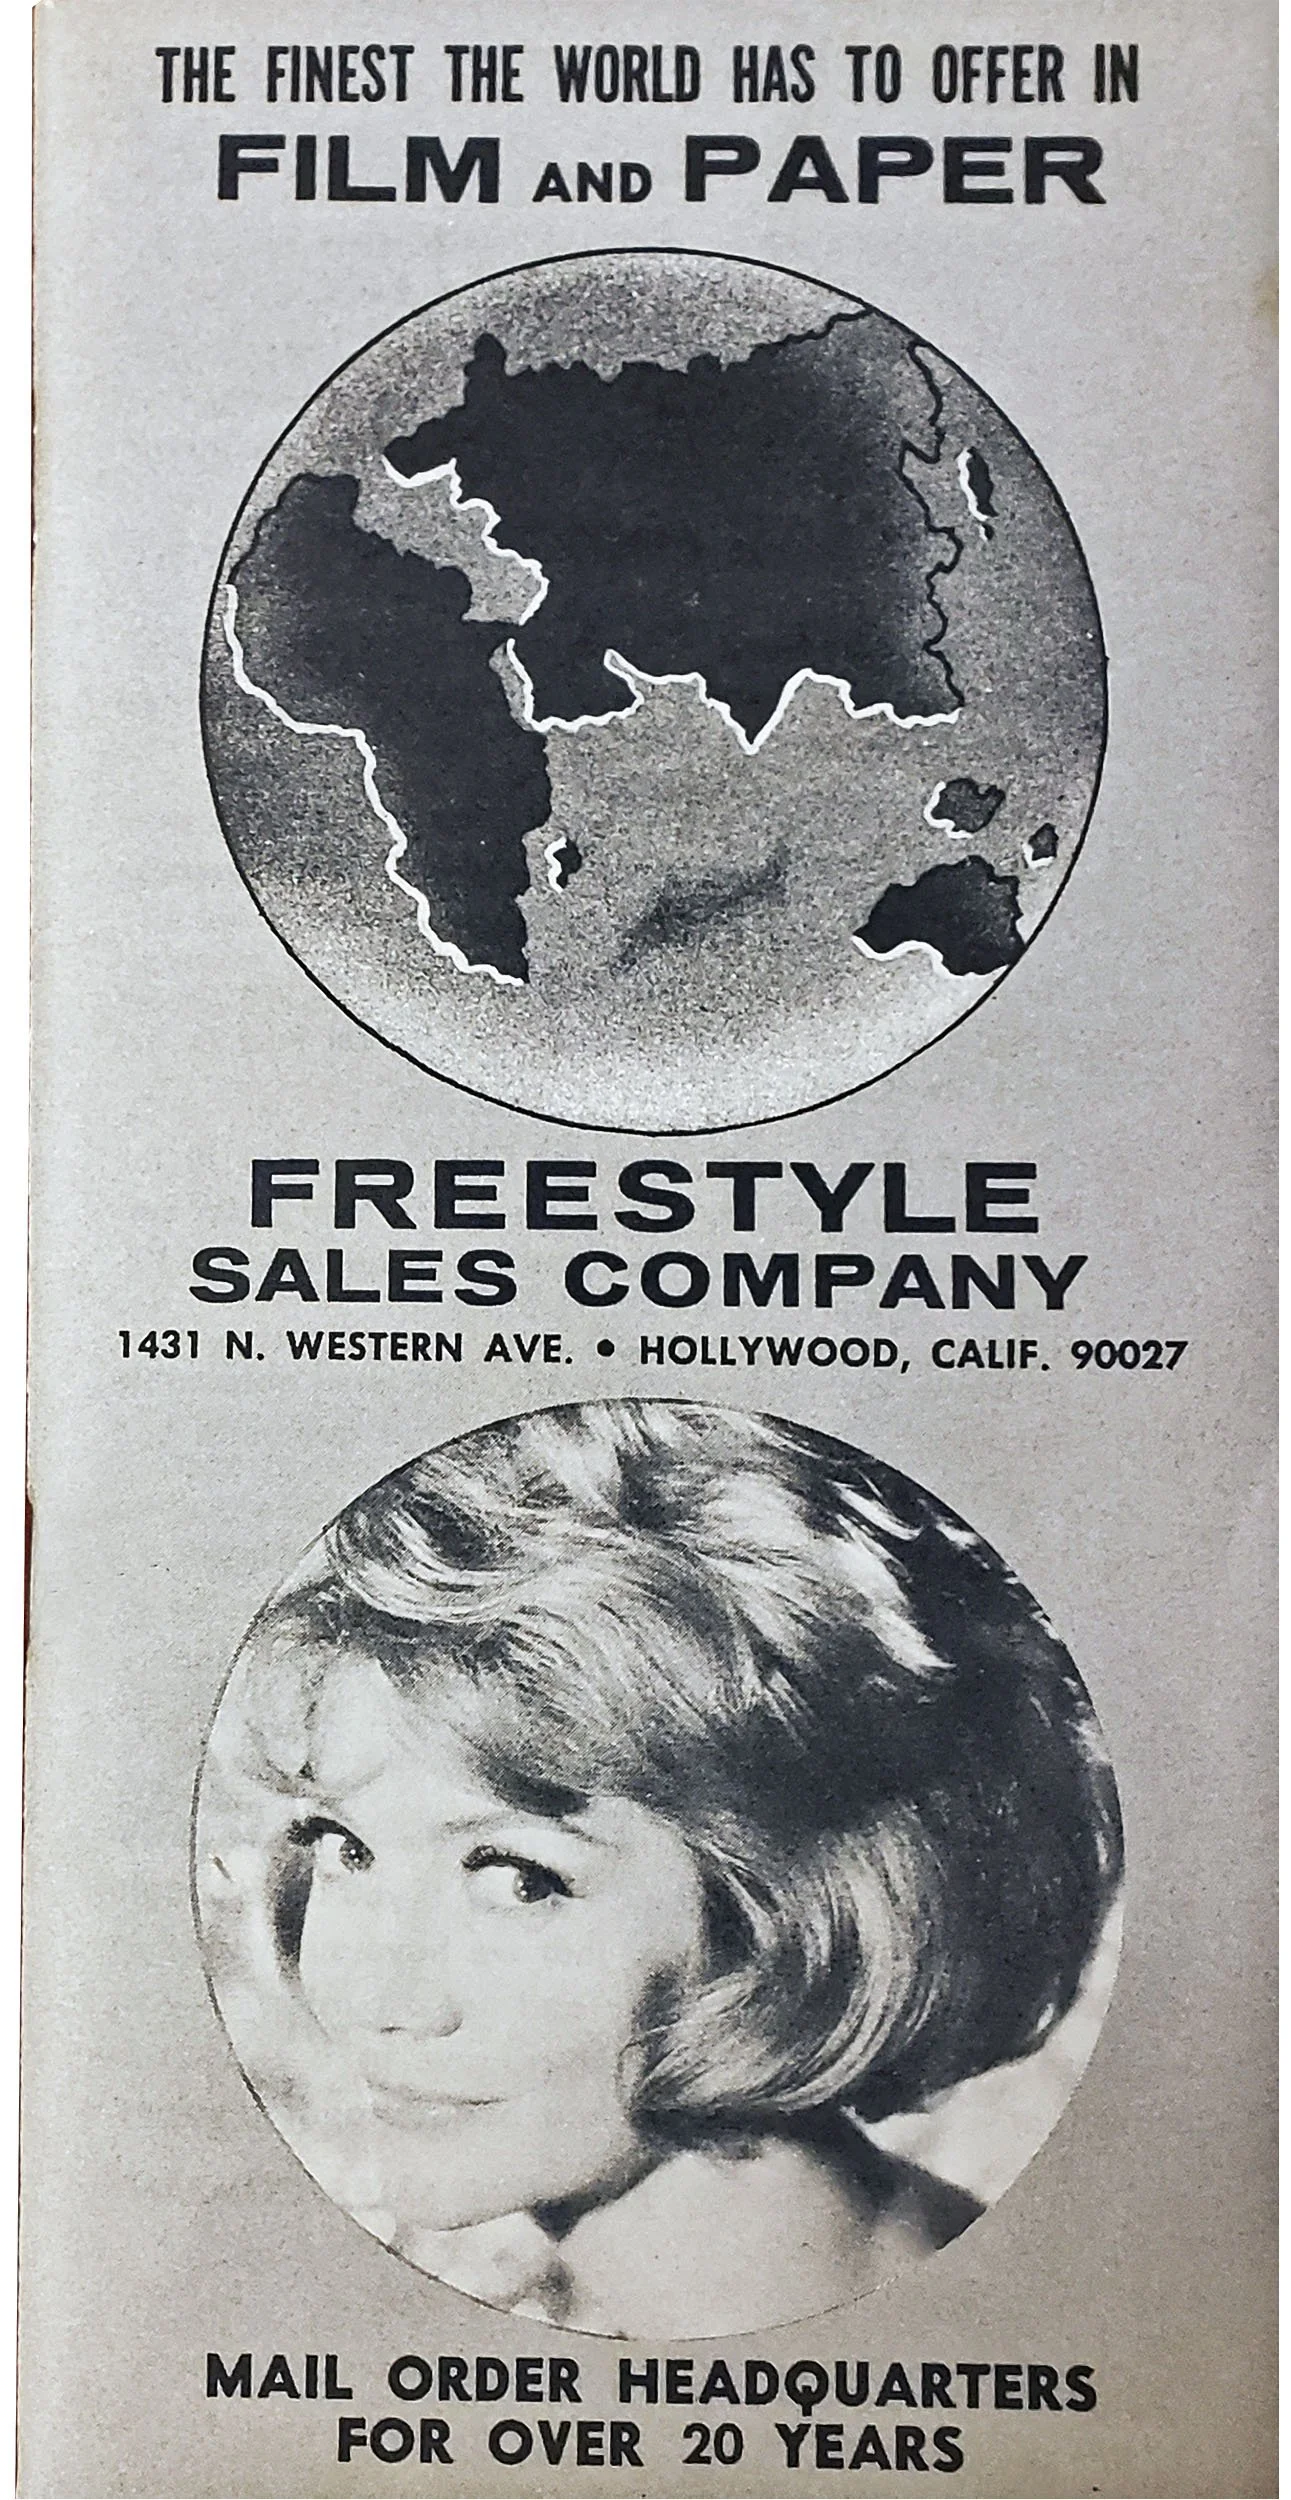 THE FINEST THE WORLD HAS TO OFFER IN
FILM AND PAPER
FREESTYLE
SALES COMPANY
1431 N. WESTERN AVE. • HOLLYWOOD, CALIF. 90027
MAIL ORDER HEADQUARTERS
FOR OVER 20 YEARS